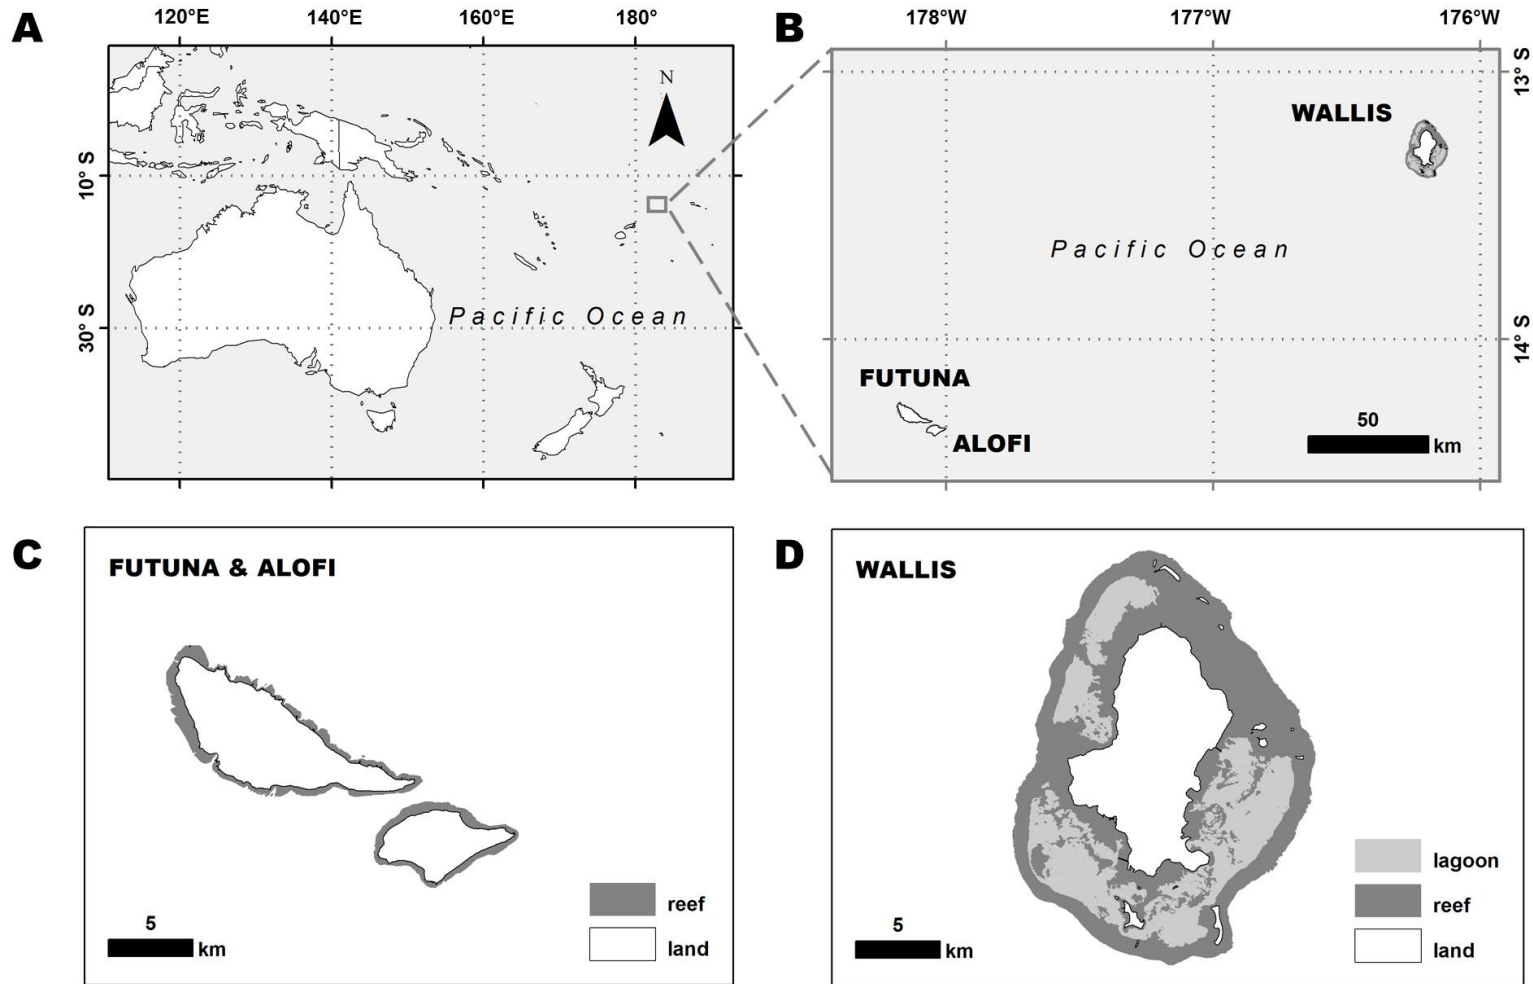 A
120°E 140°E 160°E 180°
N
10° S
30° S
Pacific Ocean
B
178°W 177°W 176°W
13° S
14° S
WALLIS
Pacific Ocean
FUTUNA
ALOFI
50
km
C
FUTUNA & ALOFI
reef
land
5
km
D
WALLIS
lagoon
reef
land
5
km